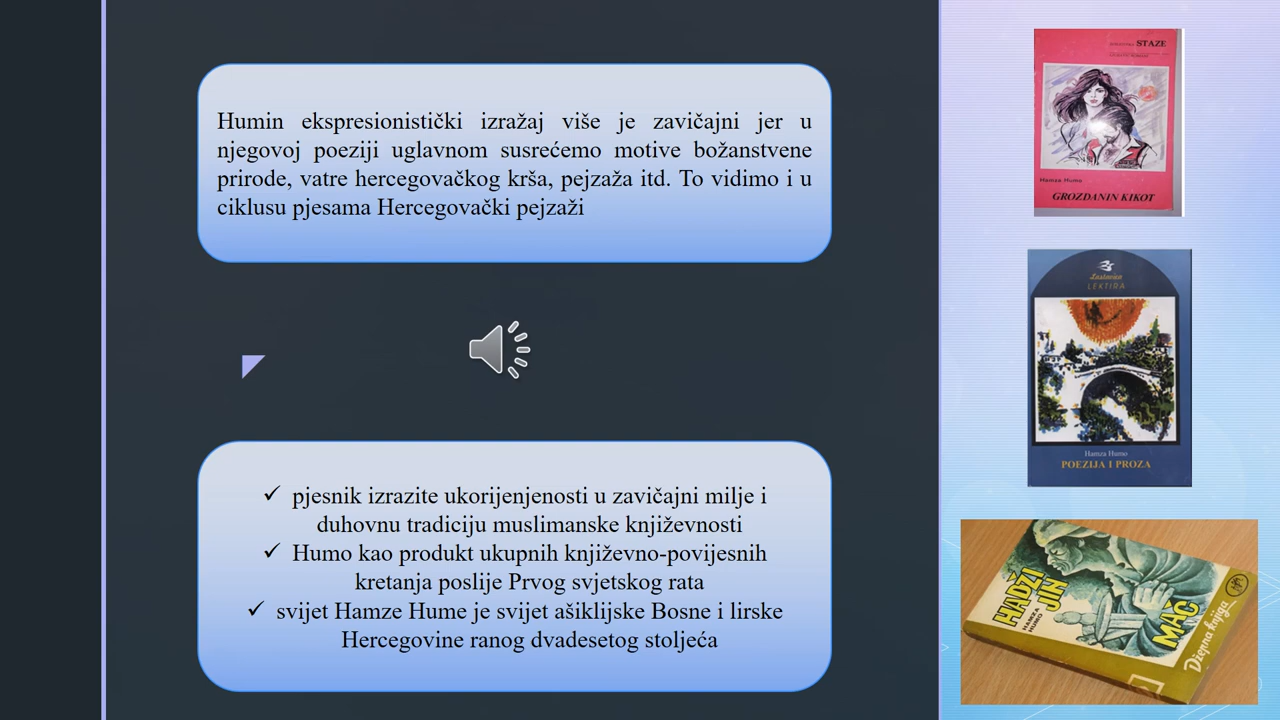 Humin ekspresionistički izražaj više je zavičajni jer u
njegovoj poeziji uglavnom susrećemo motive božanstvene
prirode, vatre hercegovačkog krša, pejzaža itd. To vidimo i u
ciklusu pjesama Hercegovački pejzaži
✓ pjesnik izrazite ukorijenjenosti u zavičajni milje i
duhovnu tradiciju muslimanske književnosti
✓ Humo kao produkt ukupnih književno-povijesnih
kretanja poslije Prvog svjetskog rata
✓ svijet Hamze Hume je svijet ašiklijske Bosne i lirske
Hercegovine ranog dvadesetog stoljeća
STAZE
Hamza Humo
GROZDANIN KIKOT
Lastavica
LEKTIRA
Hamza Humo
POEZIJA I PROZA
HADŽI
JIN
HAMZA
HUMO
MAČ
Džepna knjiga